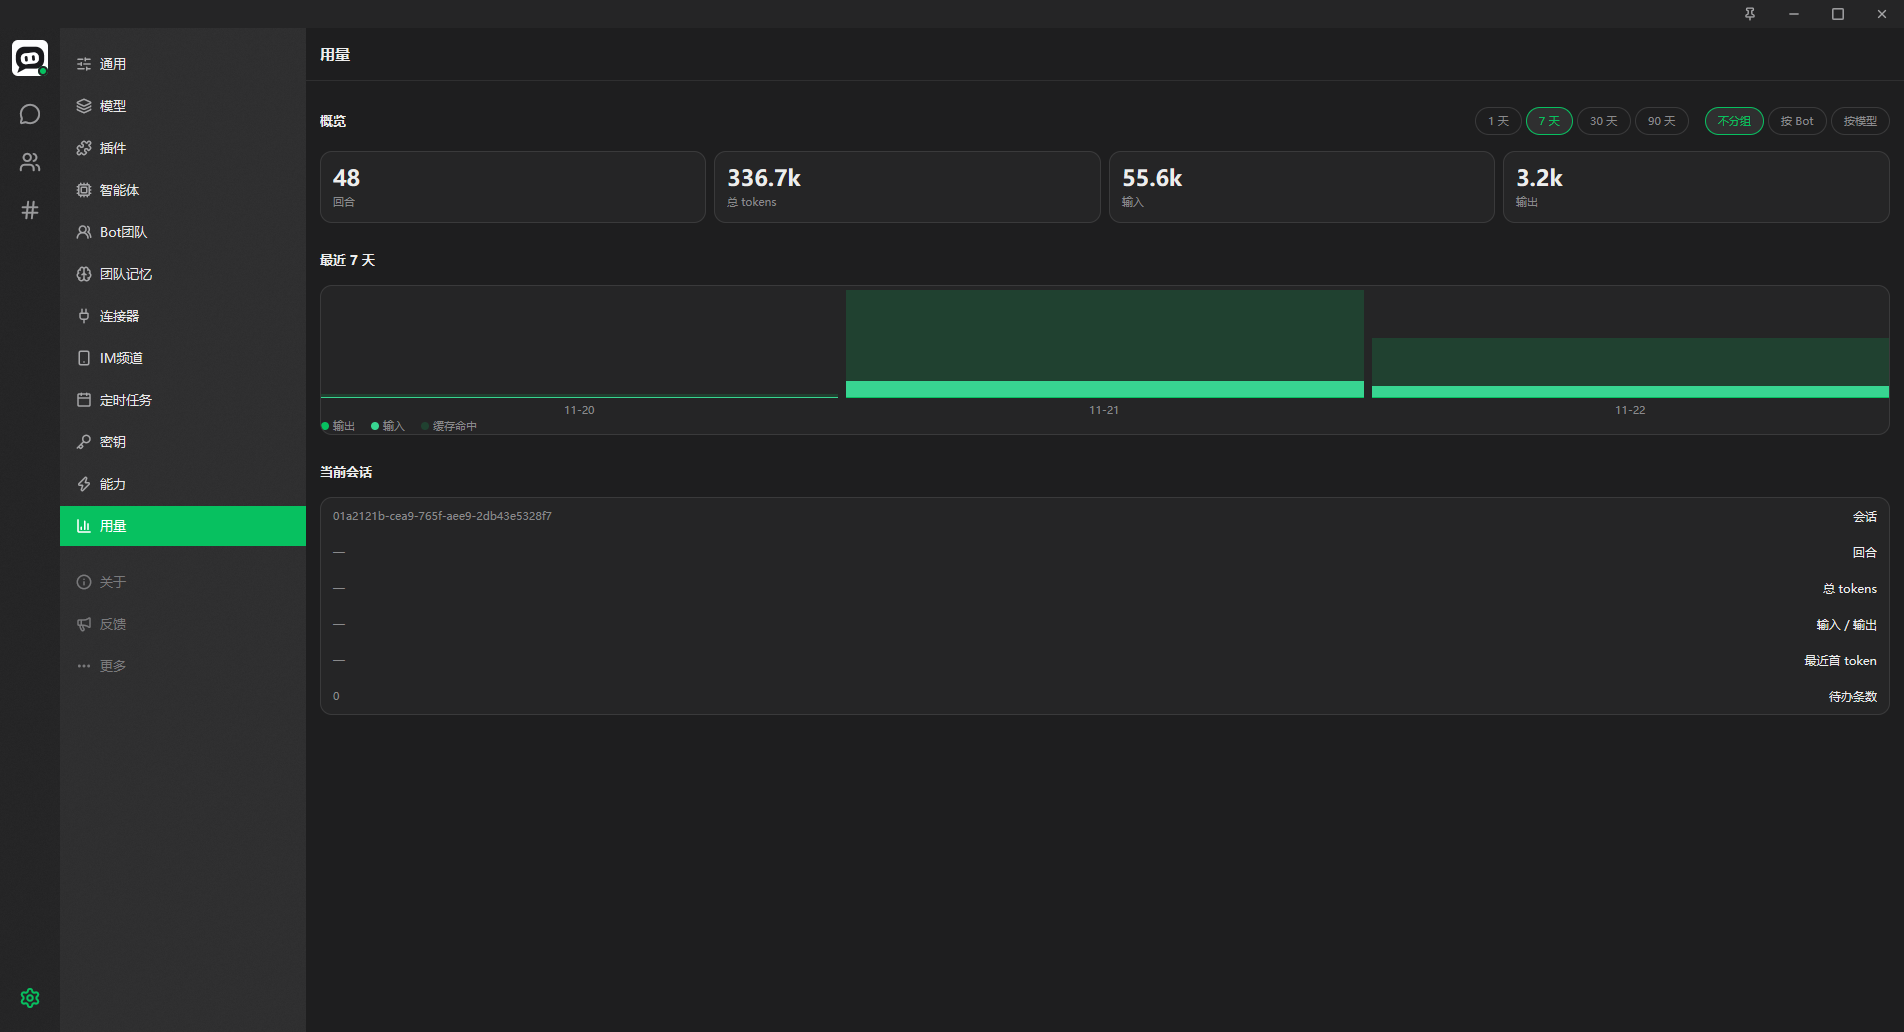 通用
模型
插件
智能体
Bot团队
团队记忆
连接器
IM频道
定时任务
密钥
能力
用量
关于
反馈
更多
用量
概览
1 天 7 天 30 天 90 天 不分组 按 Bot 按模型
48
回合
336.7k
总 tokens
55.6k
输入
3.2k
输出
最近 7 天
11-20 11-21 11-22
输出 输入 缓存命中
当前会话
01a2121b-cea9-765f-aee9-2db43e5328f7 会话
— 回合
— 总 tokens
— 输入 / 输出
— 最近首 token
0 待办条数